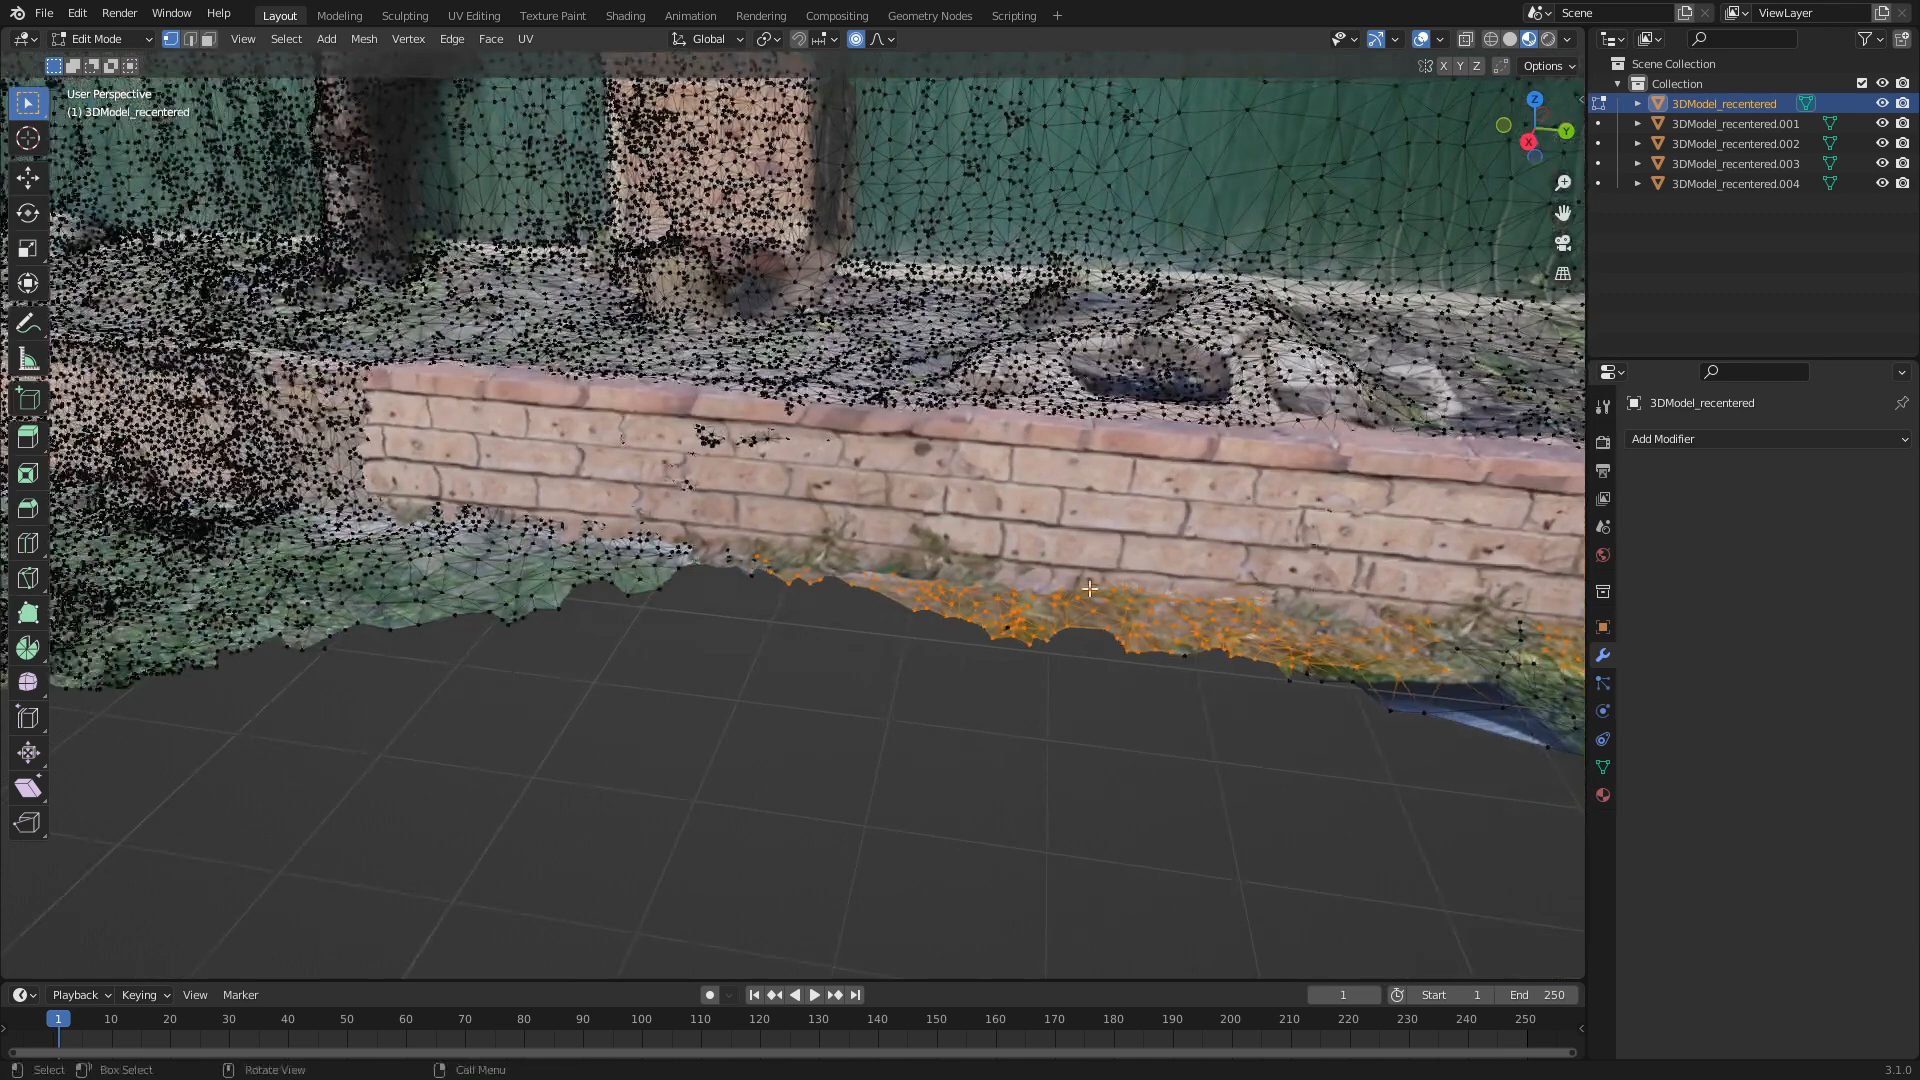 File Edit Render Window Help Layout Modeling Sculpting UV Editing Texture Paint Shading Animation Rendering Compositing Geometry Nodes Scripting + Scene ViewLayer
Edit Mode View Select Add Mesh Vertex Edge Face UV Global
X Y Z Options
User Perspective
(1) 3DModel_recentered
Z
Y
X
Scene Collection
Collection
3DModel_recentered
3DModel_recentered.001
3DModel_recentered.002
3DModel_recentered.003
3DModel_recentered.004
3DModel_recentered
Add Modifier
Playback Keying View Marker 1 Start 1 End 250
1 10 20 30 40 50 60 70 80 90 100 110 120 130 140 150 160 170 180 190 200 210 220 230 240 250
Select Box Select Rotate View Call Menu 3.1.0